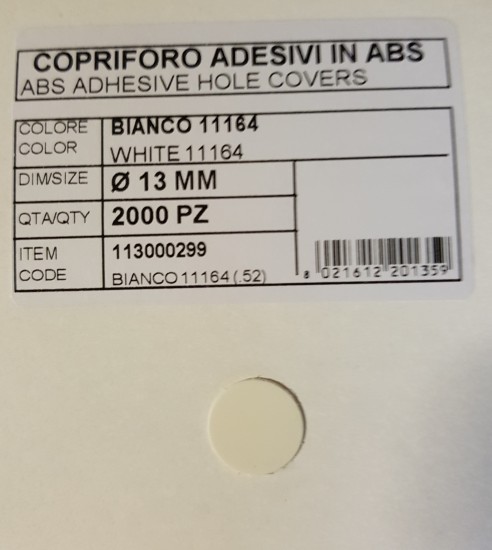 COPRIFORO ADESIVI IN ABS
ABS ADHESIVE HOLE COVERS
COLORE BIANCO 11164
COLOR WHITE 11164
DIM/SIZE Ø 13 MM
QTA/QTY 2000 PZ
ITEM 113000299
CODE BIANCO 11164 (.52)
8 021612 201359